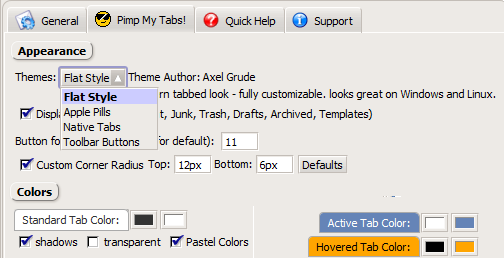 General Pimp My Tabs! Quick Help Support
Appearance
Themes: Flat Style Theme Author: Axel Grude
Flat Style
rn tabbed look - fully customizable. looks great on Windows and Linux.
Apple Pills
Displa t, Junk, Trash, Drafts, Archived, Templates)
Native Tabs
Toolbar Buttons
Button fo for default): 11
Custom Corner Radius Top: 12px Bottom: 6px Defaults
Colors
Standard Tab Color: Active Tab Color:
shadows transparent Pastel Colors Hovered Tab Color: